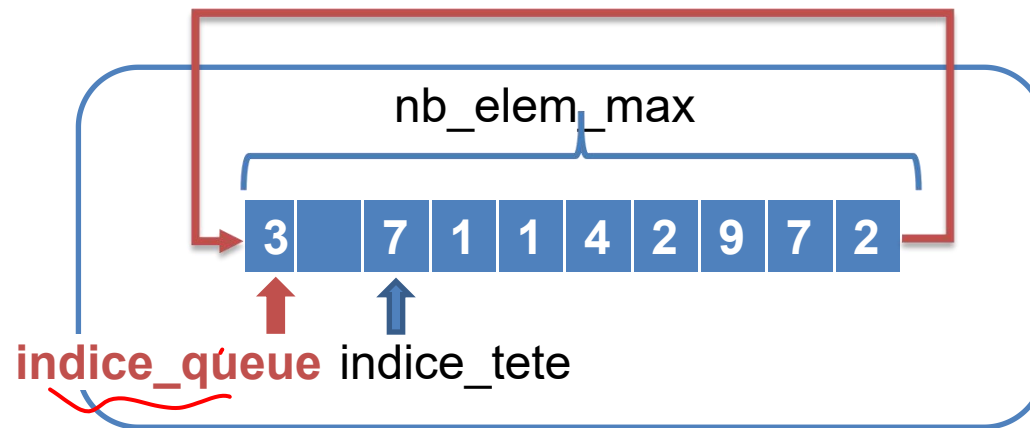 nb_elem_max
3 7 1 1 4 2 9 7 2
indice_queue indice_tete